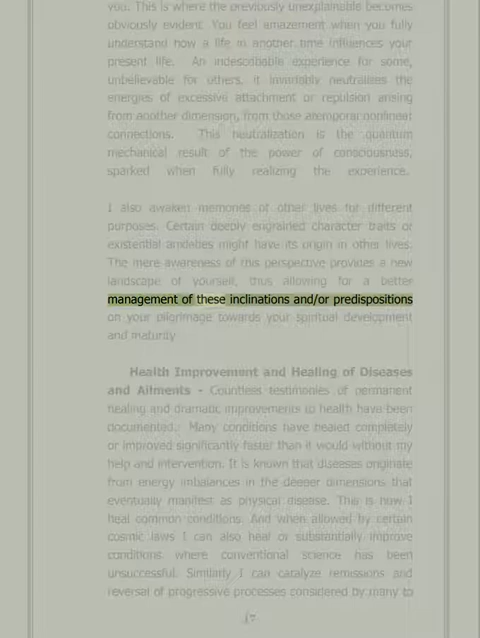 you. This is where the previously unexplainable becomes
obviously evident. You feel amazement when you fully
understand how a life in another time influences your
present life. An indescribable experience for some,
unbelievable for others, it invariably neutralizes the
energies of excessive attachment or repulsion arising
from another dimension, from those atemporal nonlinear
connections. This neutralization is the quantum
mechanical result of the power of consciousness,
sparked when fully realizing the experience.
I also awaken memories of other lives for different
purposes. Certain deeply engrained character traits or
existential anxieties might have its origin in other lives.
The mere awareness of this perspective provides a new
landscape of yourself, thus allowing for a better
management of these inclinations and/or predispositions
on your pilgrimage towards your spiritual development
and maturity
Health Improvement and Healing of Diseases
and Ailments - Countless testimonies of permanent
healing and dramatic improvements to health have been
documented. Many conditions have healed completely
or improved significantly faster than it would without my
help and intervention. It is known that diseases originate
from energy imbalances in the deeper dimensions that
eventually manifest as physical disease. This is how I
heal common conditions. And when allowed by certain
cosmic laws I can also heal or substantially improve
conditions where conventional science has been
unsuccessful. Similarly I can catalyze remissions and
reversal of progressive processes considered by many to
17